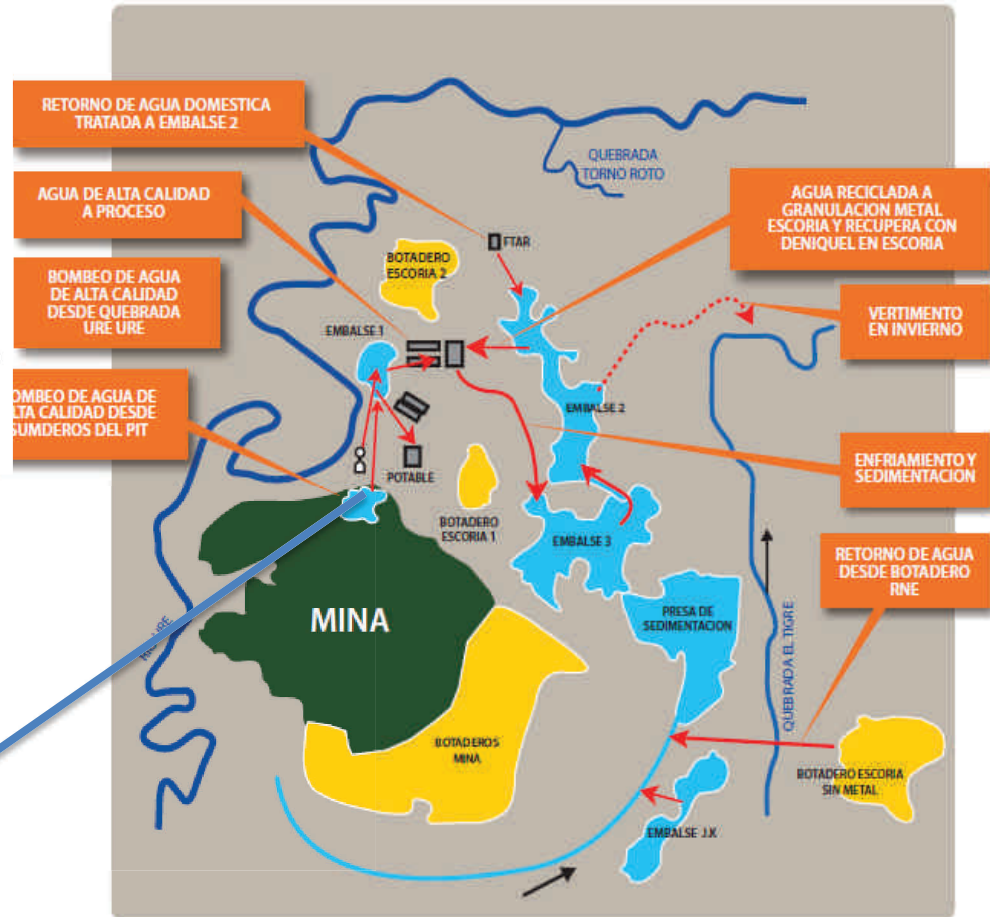 RETORNO DE AGUA DOMESTICA
TRATADA A EMBALSE 2
QUEBRADA
TORNO ROTO
AGUA DE ALTA CALIDAD
A PROCESO
AGUA RECICLADA A
GRANULACION METAL
ESCORIA Y RECUPERA CON
DENIQUEL EN ESCORIA
FTAR
BOTADERO
ESCORIA 2
BOMBEO DE AGUA
DE ALTA CALIDAD
DESDE QUEBRADA
URE URE
VERTIMENTO
EN INVIERNO
EMBALSE 1
OMBEO DE AGUA DE
LTA CALIDAD DESDE
SUMDEROS DEL PIT
EMBALSE 2
ENFRIAMIENTO Y
SEDIMENTACION
POTABLE
BOTADERO
ESCORIA 1
EMBALSE 3
RETORNO DE AGUA
DESDE BOTADERO
RNE
MINA
PRESA DE
SEDIMENTACION
QUEBRADA EL TIGRE
BOTADEROS
MINA
BOTADERO ESCORIA
SIN METAL
EMBALSE J.K